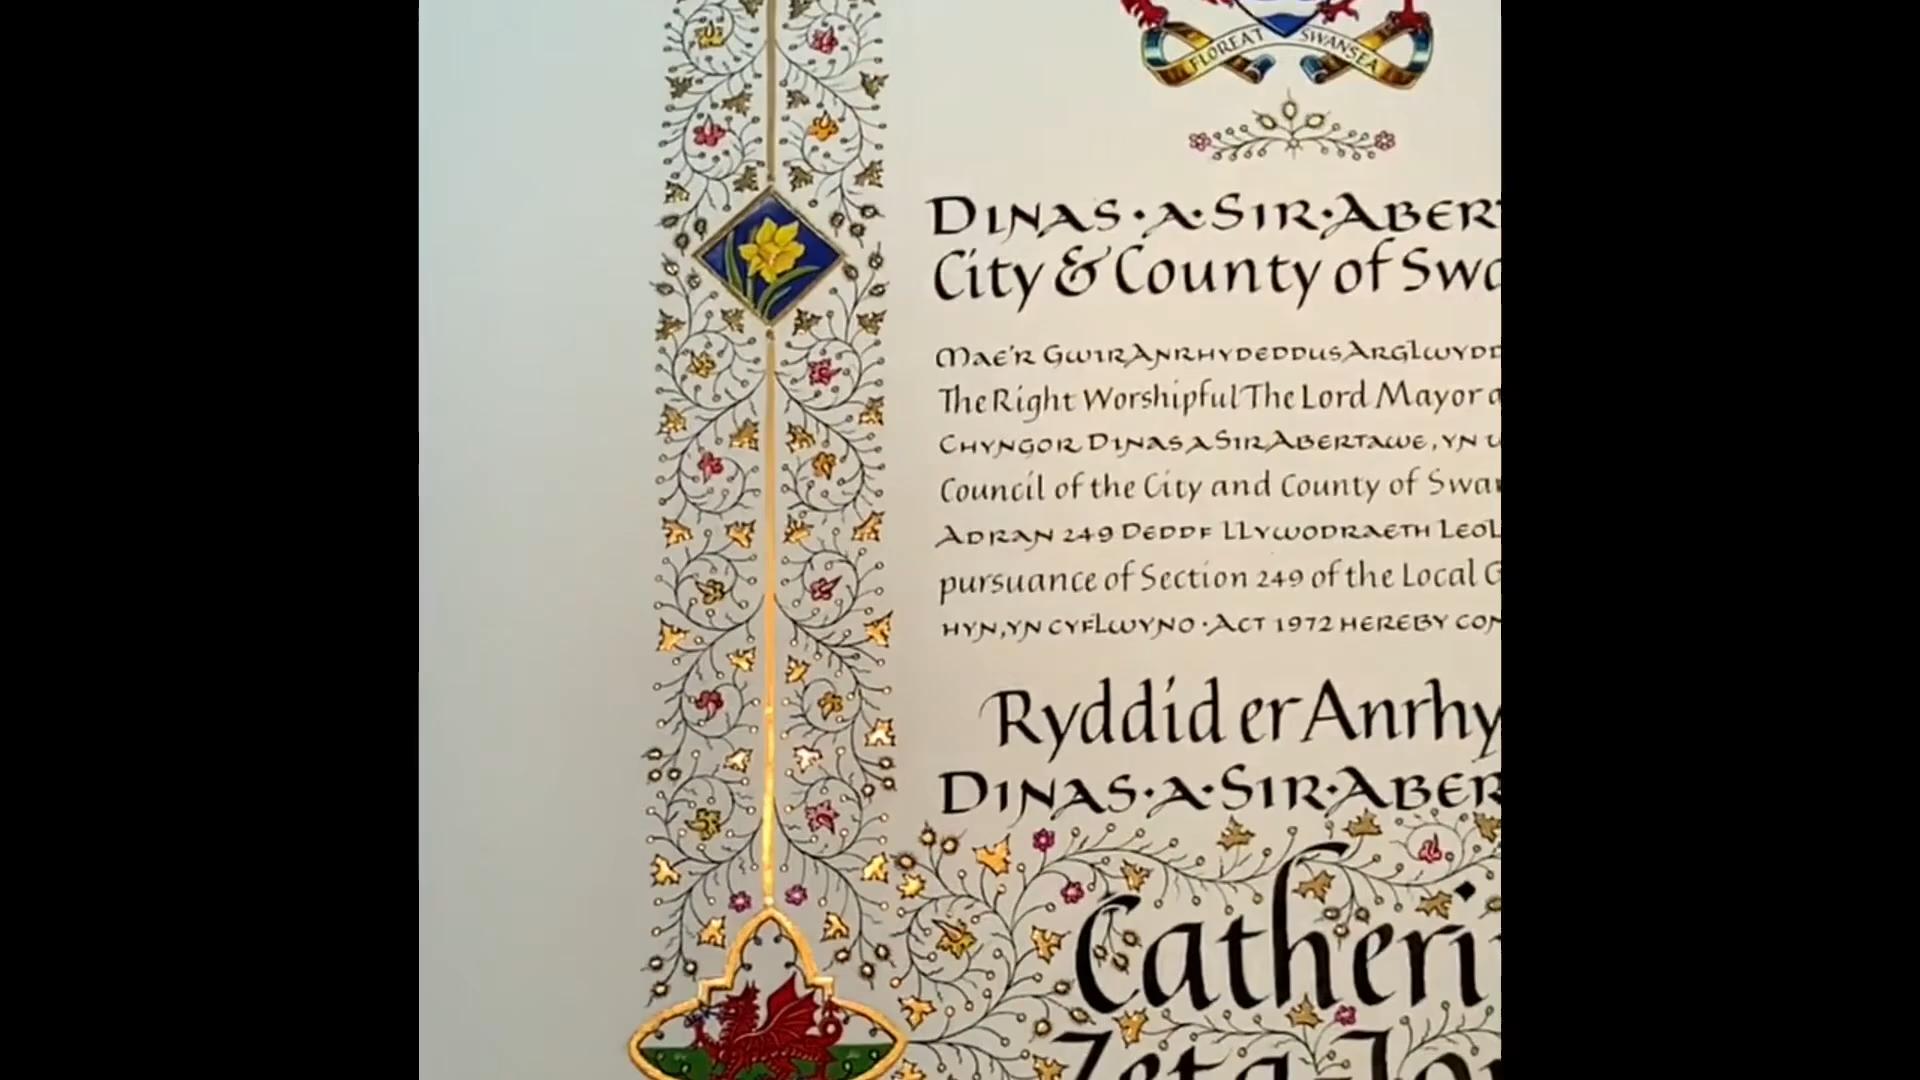 FLOREAT SWANSEA
DINAS·A·SIR·ABER
City & County of Swa
MAE'R GWIR ANRHYDEDDUS ARGLWYDD
The Right Worshipful The Lord Mayor a
CHYNGOR DINAS A SIR ABERTAWE, YN U
Council of the City and County of Swa
ADRAN 249 DEDDF LLYWODRAETH LEOL
pursuance of Section 249 of the Local G
HYN, YN CYFLWYNO · ACT 1972 HEREBY CON
Ryddid er Anrhy
DINAS·A·SIR·ABER
Catheri
Zeta-Jon